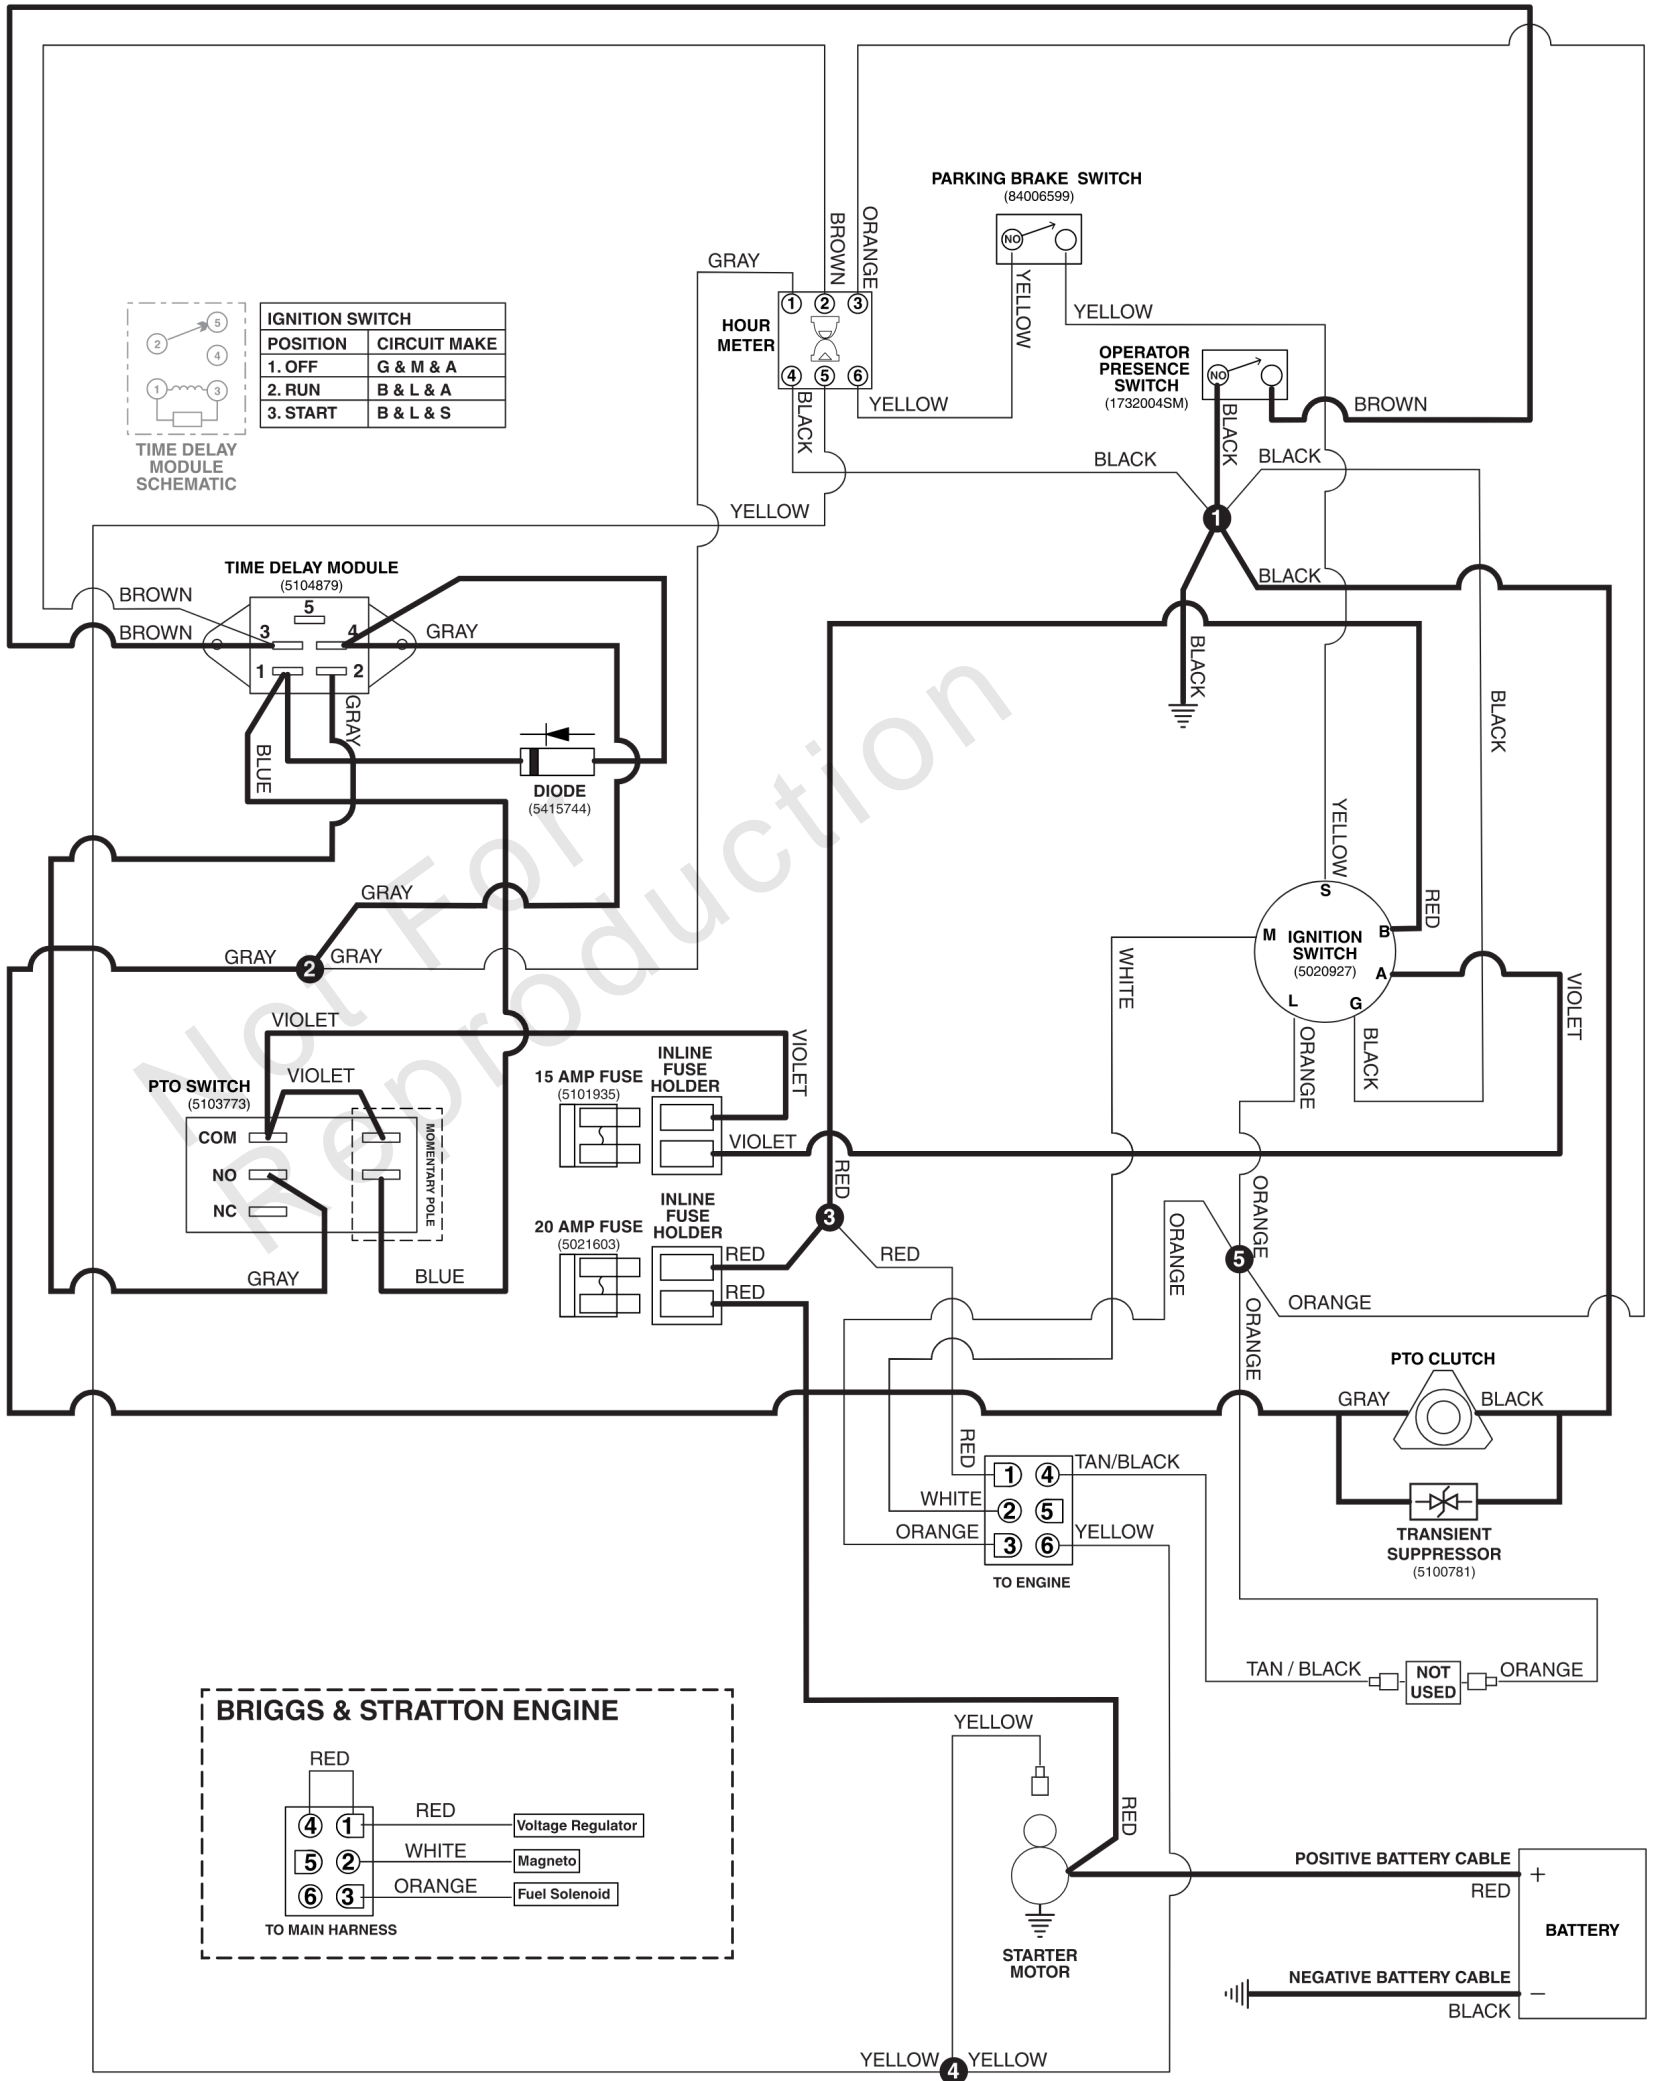 PARKING BRAKE SWITCH
(84006599)
NO
YELLOW
YELLOW
BROWN
ORANGE
GRAY
1 2 3
HOUR
METER
4 5 6
YELLOW
BLACK
OPERATOR
PRESENCE
SWITCH
(1732004SM)
NO
BROWN
BLACK
BLACK
BLACK
YELLOW
1
BLACK
BLACK
BLACK
5
2
4
1
3
TIME DELAY
MODULE
SCHEMATIC
IGNITION SWITCH
POSITION CIRCUIT MAKE
1. OFF G & M & A
2. RUN B & L & A
3. START B & L & S
TIME DELAY MODULE
(5104879)
BROWN
BROWN
5
3
4
1
2
GRAY
GRAY
BLUE
DIODE
(5415744)
GRAY
GRAY
2
GRAY
Not For
Reproduction
YELLOW
RED
S
M
B
IGNITION
SWITCH
(5020927)
A
L
G
WHITE
VIOLET
ORANGE
BLACK
VIOLET
VIOLET
VIOLET
PTO SWITCH
(5103773)
COM
NO
NC
MOMENTARY POLE
GRAY
BLUE
15 AMP FUSE
(5101935)
INLINE
FUSE
HOLDER
VIOLET
RED
3
20 AMP FUSE
(5021603)
INLINE
FUSE
HOLDER
RED
RED
RED
ORANGE
ORANGE
5
ORANGE
ORANGE
PTO CLUTCH
GRAY
BLACK
TRANSIENT
SUPPRESSOR
(5100781)
RED
WHITE
ORANGE
1 4
2 5
3 6
TAN/BLACK
YELLOW
TO ENGINE
TAN / BLACK
NOT
USED
ORANGE
BRIGGS & STRATTON ENGINE
RED
4 1
5 2
6 3
RED
Voltage Regulator
WHITE
Magneto
ORANGE
Fuel Solenoid
TO MAIN HARNESS
YELLOW
RED
STARTER
MOTOR
POSITIVE BATTERY CABLE
RED
+
BATTERY
NEGATIVE BATTERY CABLE
BLACK
−
YELLOW
4
YELLOW